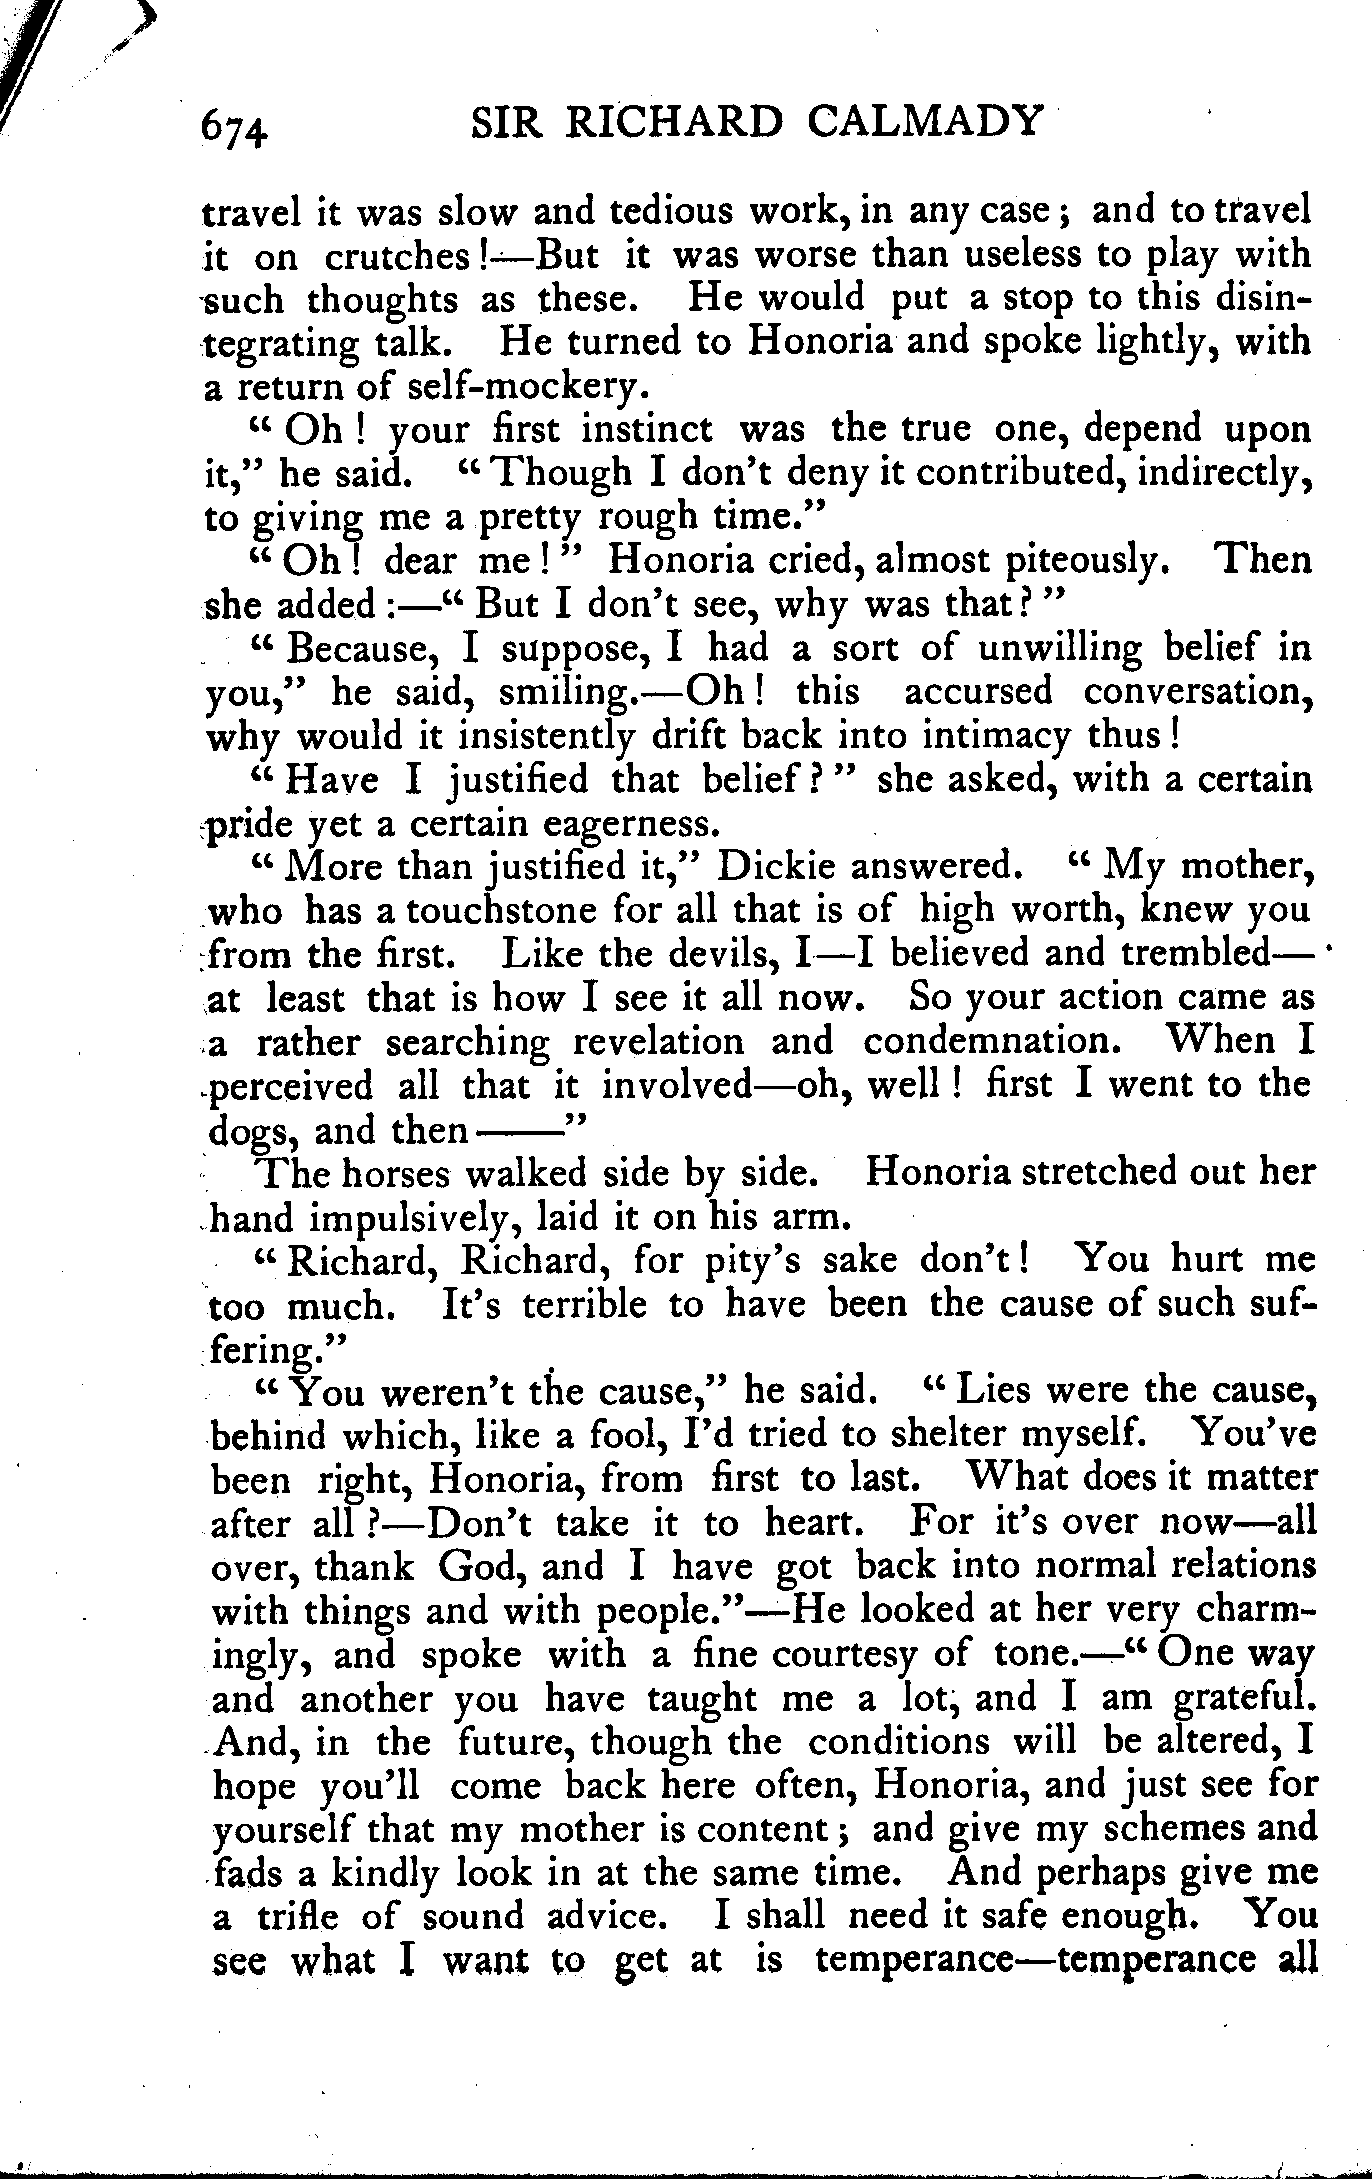 674 SIR RICHARD CALMADY
travel it was slow and tedious work, in any case; and to travel
it on crutches!—But it was worse than useless to play with
such thoughts as these. He would put a stop to this disin-
tegrating talk. He turned to Honoria and spoke lightly, with
a return of self-mockery.
"Oh! your first instinct was the true one, depend upon
it," he said. "Though I don't deny it contributed, indirectly,
to giving me a pretty rough time."
"Oh! dear me!" Honoria cried, almost piteously. Then
she added:—"But I don't see, why was that?"
"Because, I suppose, I had a sort of unwilling belief in
you," he said, smiling.—Oh! this accursed conversation,
why would it insistently drift back into intimacy thus!
"Have I justified that belief?" she asked, with a certain
pride yet a certain eagerness.
"More than justified it," Dickie answered. "My mother,
who has a touchstone for all that is of high worth, knew you
from the first. Like the devils, I—I believed and trembled—
at least that is how I see it all now. So your action came as
a rather searching revelation and condemnation. When I
perceived all that it involved—oh, well! first I went to the
dogs, and then——"
The horses walked side by side. Honoria stretched out her
hand impulsively, laid it on his arm.
"Richard, Richard, for pity's sake don't! You hurt me
too much. It's terrible to have been the cause of such suf-
fering."
"You weren't the cause," he said. "Lies were the cause,
behind which, like a fool, I'd tried to shelter myself. You've
been right, Honoria, from first to last. What does it matter
after all?—Don't take it to heart. For it's over now—all
over, thank God, and I have got back into normal relations
with things and with people."—He looked at her very charm-
ingly, and spoke with a fine courtesy of tone.—"One way
and another you have taught me a lot, and I am grateful.
And, in the future, though the conditions will be altered, I
hope you'll come back here often, Honoria, and just see for
yourself that my mother is content; and give my schemes and
fads a kindly look in at the same time. And perhaps give me
a trifle of sound advice. I shall need it safe enough. You
see what I want to get at is temperance—temperance all